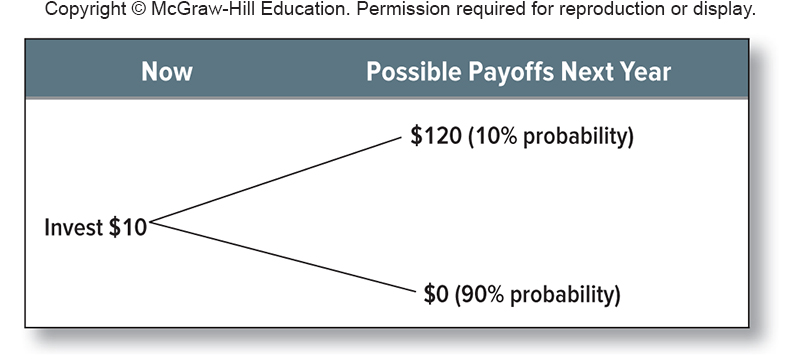 Copyright © McGraw-Hill Education. Permission required for reproduction or display.
Now
Possible Payoffs Next Year
$120 (10% probability)
Invest $10
$0 (90% probability)